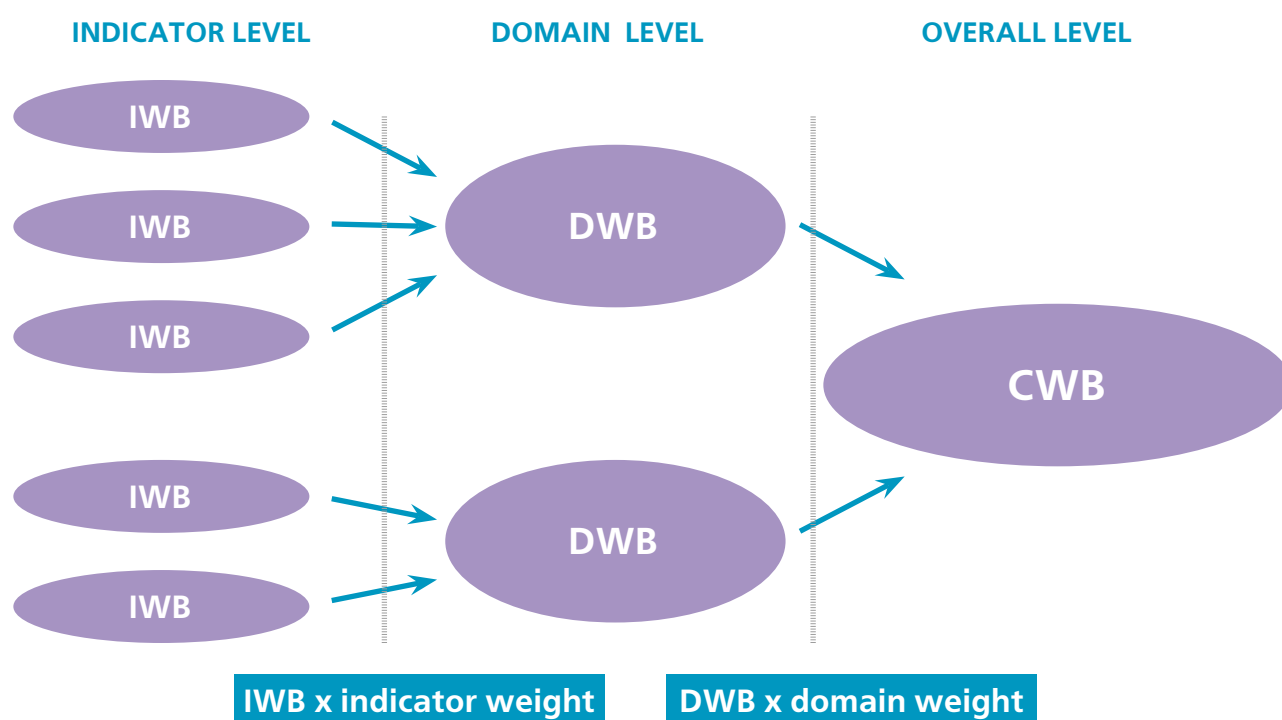 INDICATOR LEVEL
DOMAIN LEVEL
OVERALL LEVEL
IWB
IWB
IWB
IWB
IWB
DWB
DWB
CWB
IWB x indicator weight
DWB x domain weight